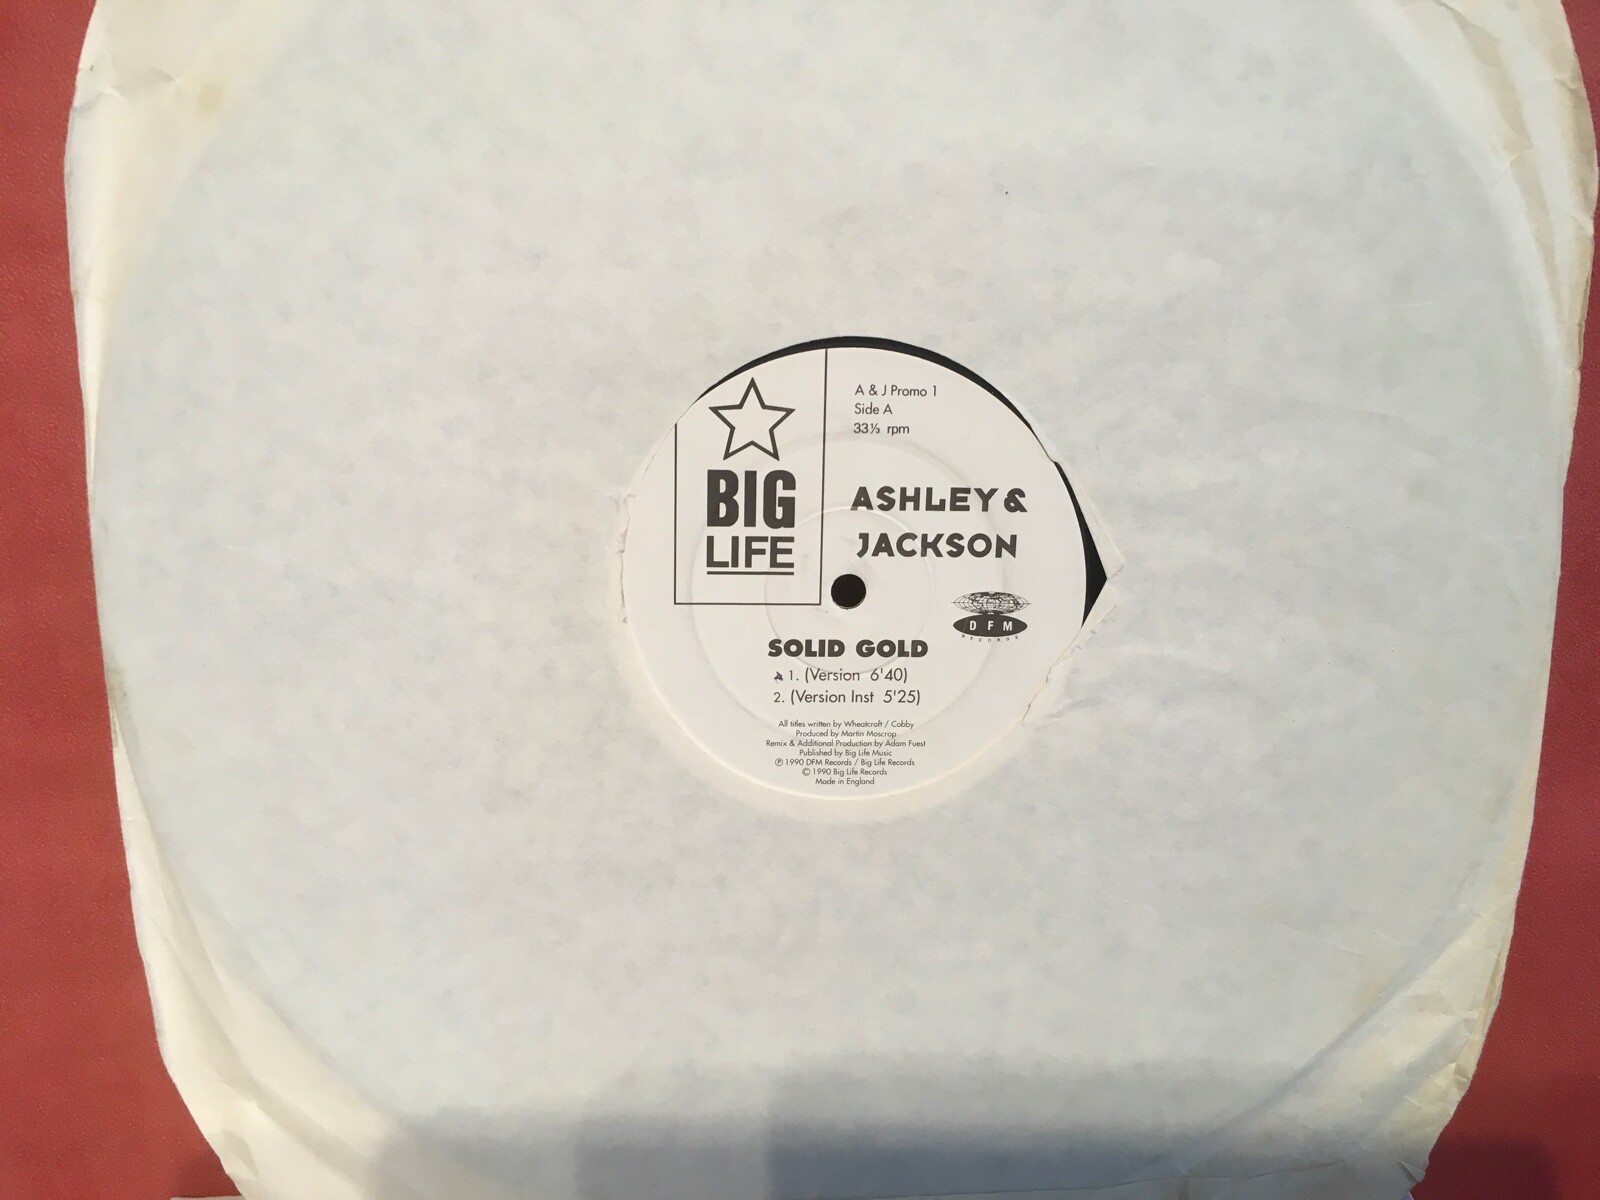 A & J Promo 1
Side A
33⅓ rpm
BIG
LIFE
ASHLEY &
JACKSON
DFM
RECORDS
SOLID GOLD
1. (Version 6'40)
2. (Version Inst 5'25)
All titles written by Wheatcroft / Cobby
Produced by Martin Moscrop
Remix & Additional Production by Adam Fuest
Published by Big Life Music
℗ 1990 DFM Records / Big Life Records
© 1990 Big Life Records
Made in England